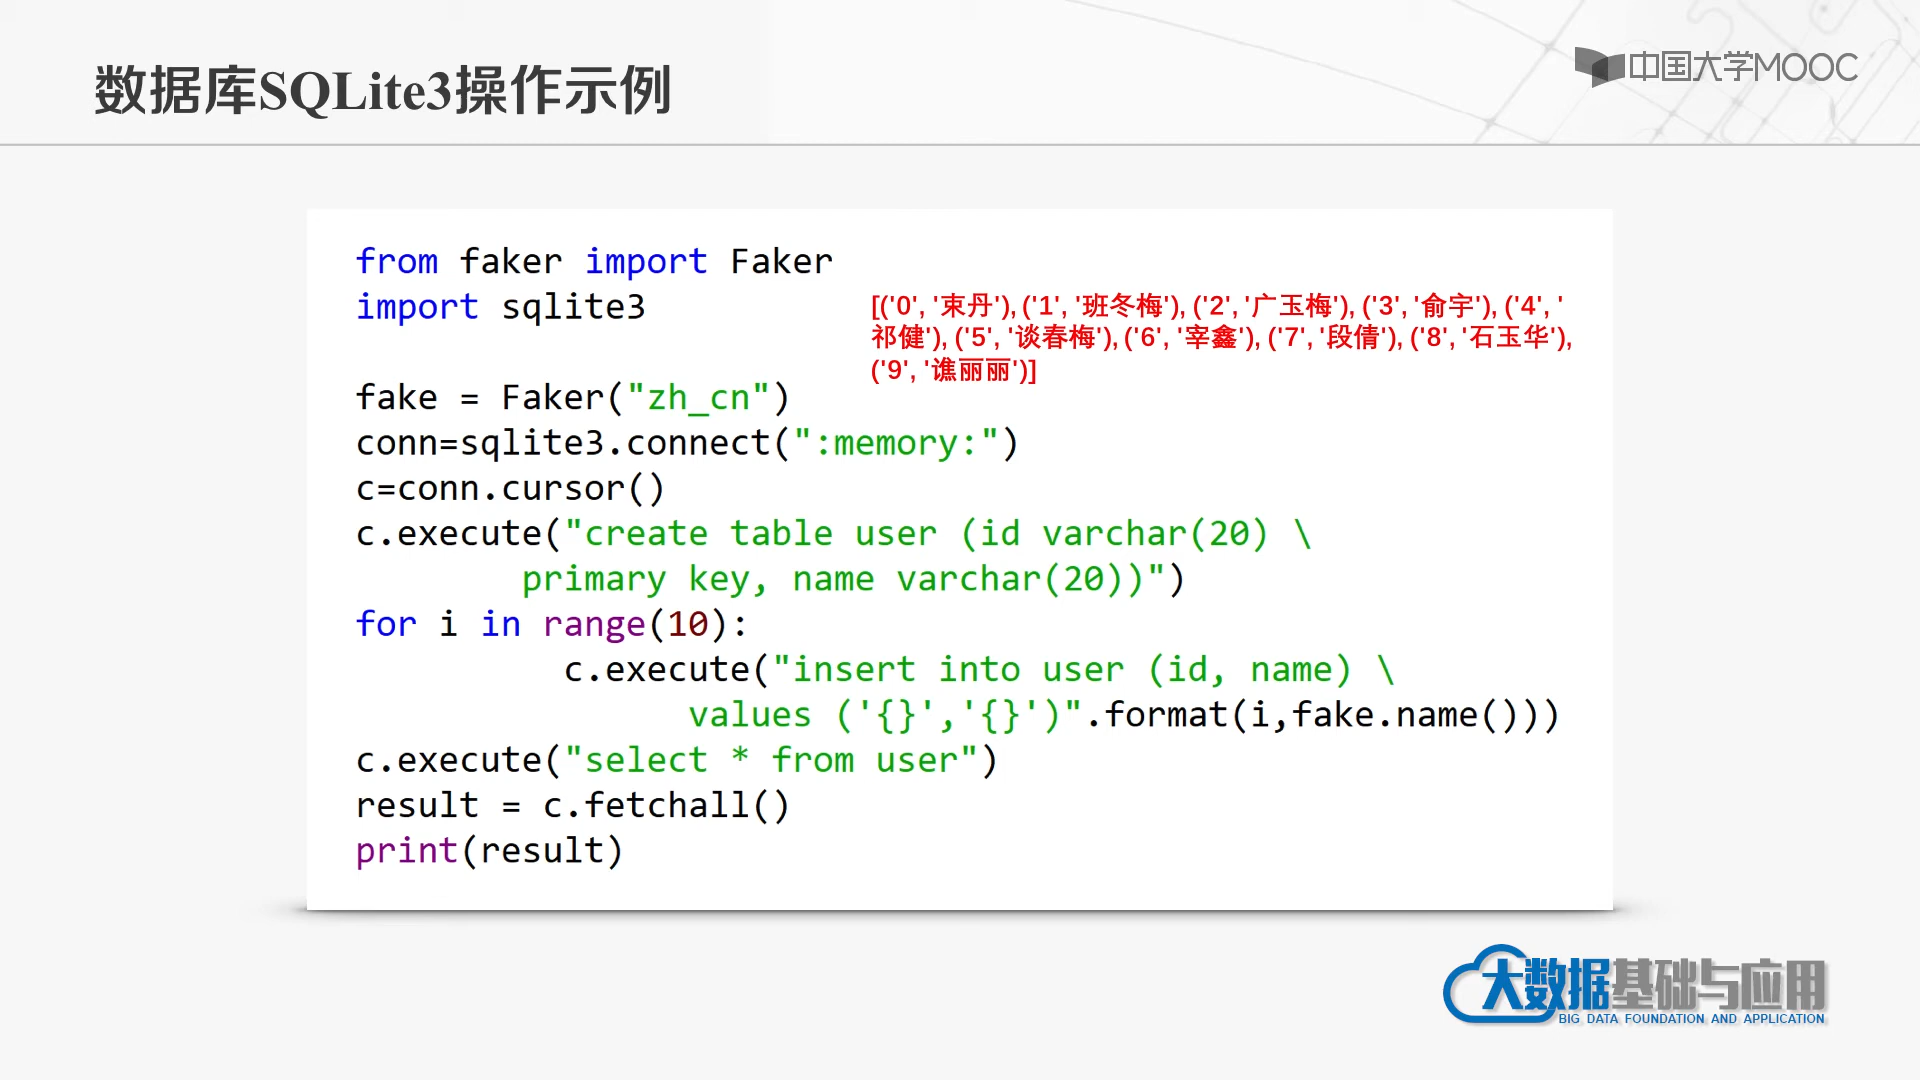 数据库SQLite3操作示例
中国大学MOOC
from faker import Faker
import sqlite3
[('0', '束丹'), ('1', '班冬梅'), ('2', '广玉梅'), ('3', '俞宇'), ('4', '
祁健'), ('5', '谈春梅'), ('6', '宰鑫'), ('7', '段倩'), ('8', '石玉华'),
('9', '谯丽丽')]
fake = Faker("zh_cn")
conn=sqlite3.connect(":memory:")
c=conn.cursor()
c.execute("create table user (id varchar(20) \
primary key, name varchar(20))")
for i in range(10):
c.execute("insert into user (id, name) \
values ('{}','{}')".format(i,fake.name()))
c.execute("select * from user")
result = c.fetchall()
print(result)
大数据基础与应用
BIG DATA FOUNDATION AND APPLICATION